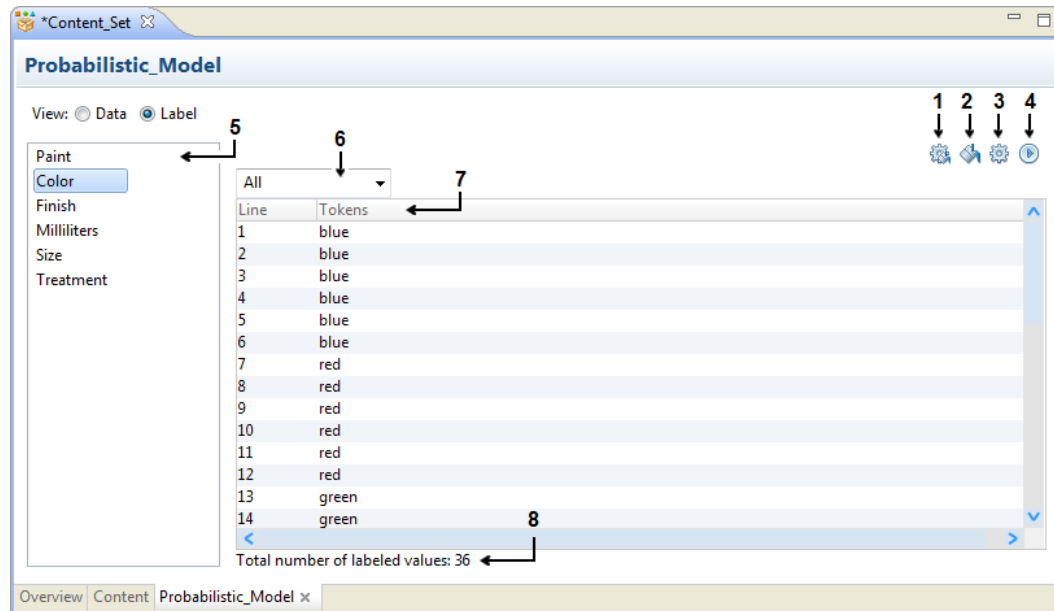 *Content_Set
Probabilistic_Model
View: Data Label
1 2 3 4
5
6
7
Paint
Color
Finish
Milliliters
Size
Treatment
All
Line Tokens
1 blue
2 blue
3 blue
4 blue
5 blue
6 blue
7 red
8 red
9 red
10 red
11 red
12 red
13 green
14 green
8
Total number of labeled values: 36
Overview Content Probabilistic_Model